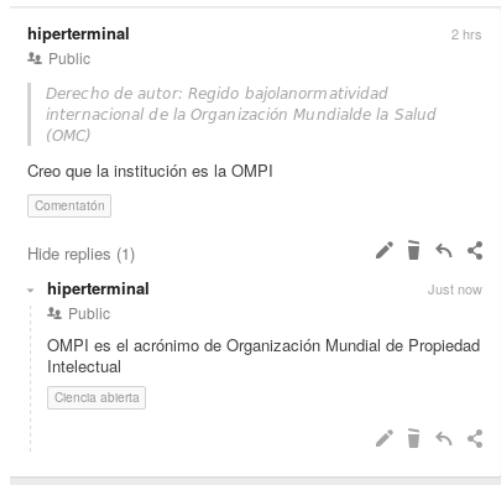 hiperterminal 2 hrs
Public
Derecho de autor: Regido bajolanormatividad
internacional de la Organización Mundialde la Salud
(OMC)
Creo que la institución es la OMPI
Comentatón
Hide replies (1)
hiperterminal Just now
Public
OMPI es el acrónimo de Organización Mundial de Propiedad
Intelectual
Ciencia abierta